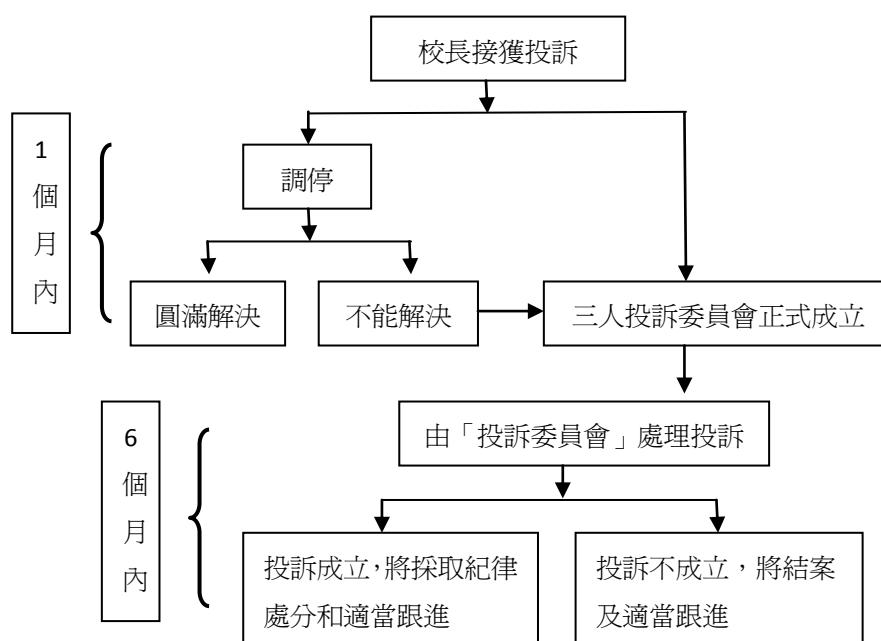 校長接獲投訴
1
個
月
內
調停
圓滿解決
不能解決
三人投訴委員會正式成立
6
個
月
內
由「投訴委員會」處理投訴
投訴成立，將採取紀律
處分和適當跟進
投訴不成立，將結案
及適當跟進